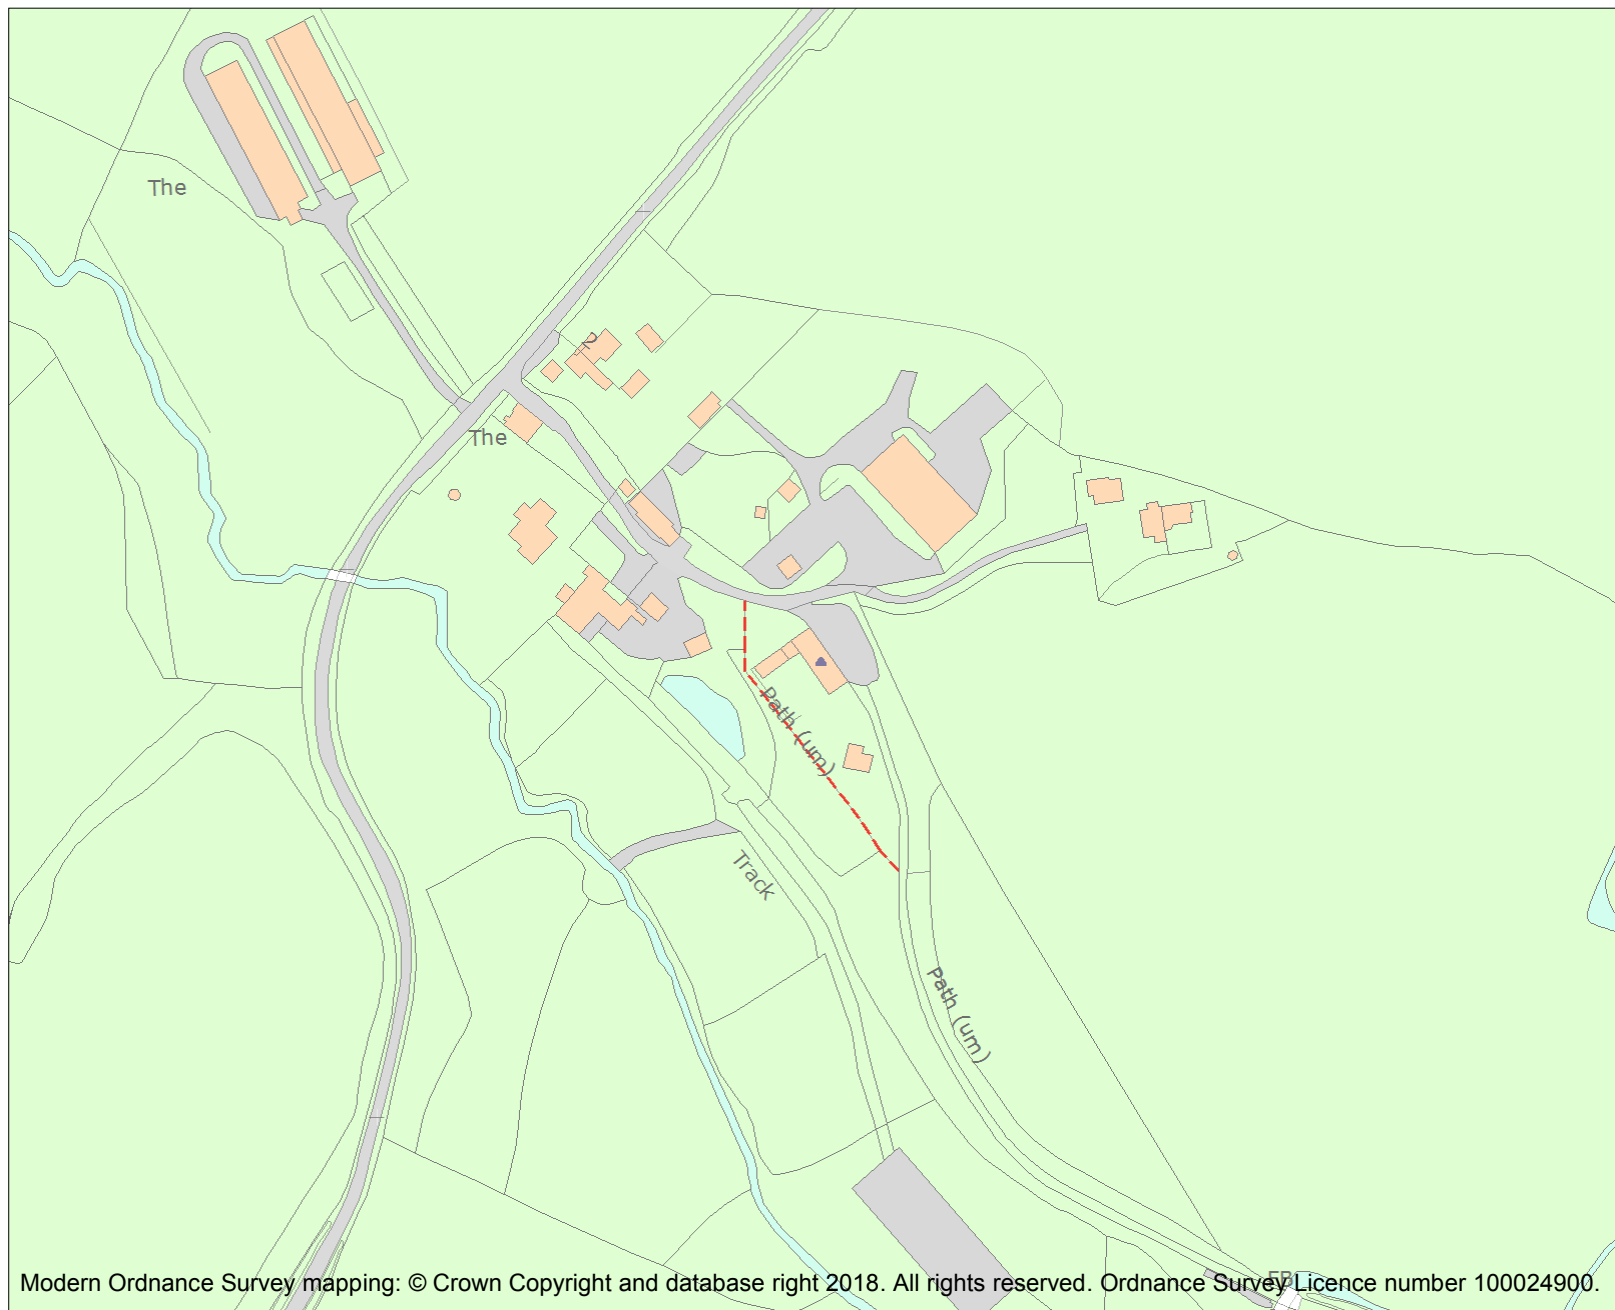 The
2
The
Path (um)
Track
Path (um)
FB
Modern Ordnance Survey mapping: © Crown Copyright and database right 2018. All rights reserved. Ordnance Survey Licence number 100024900.